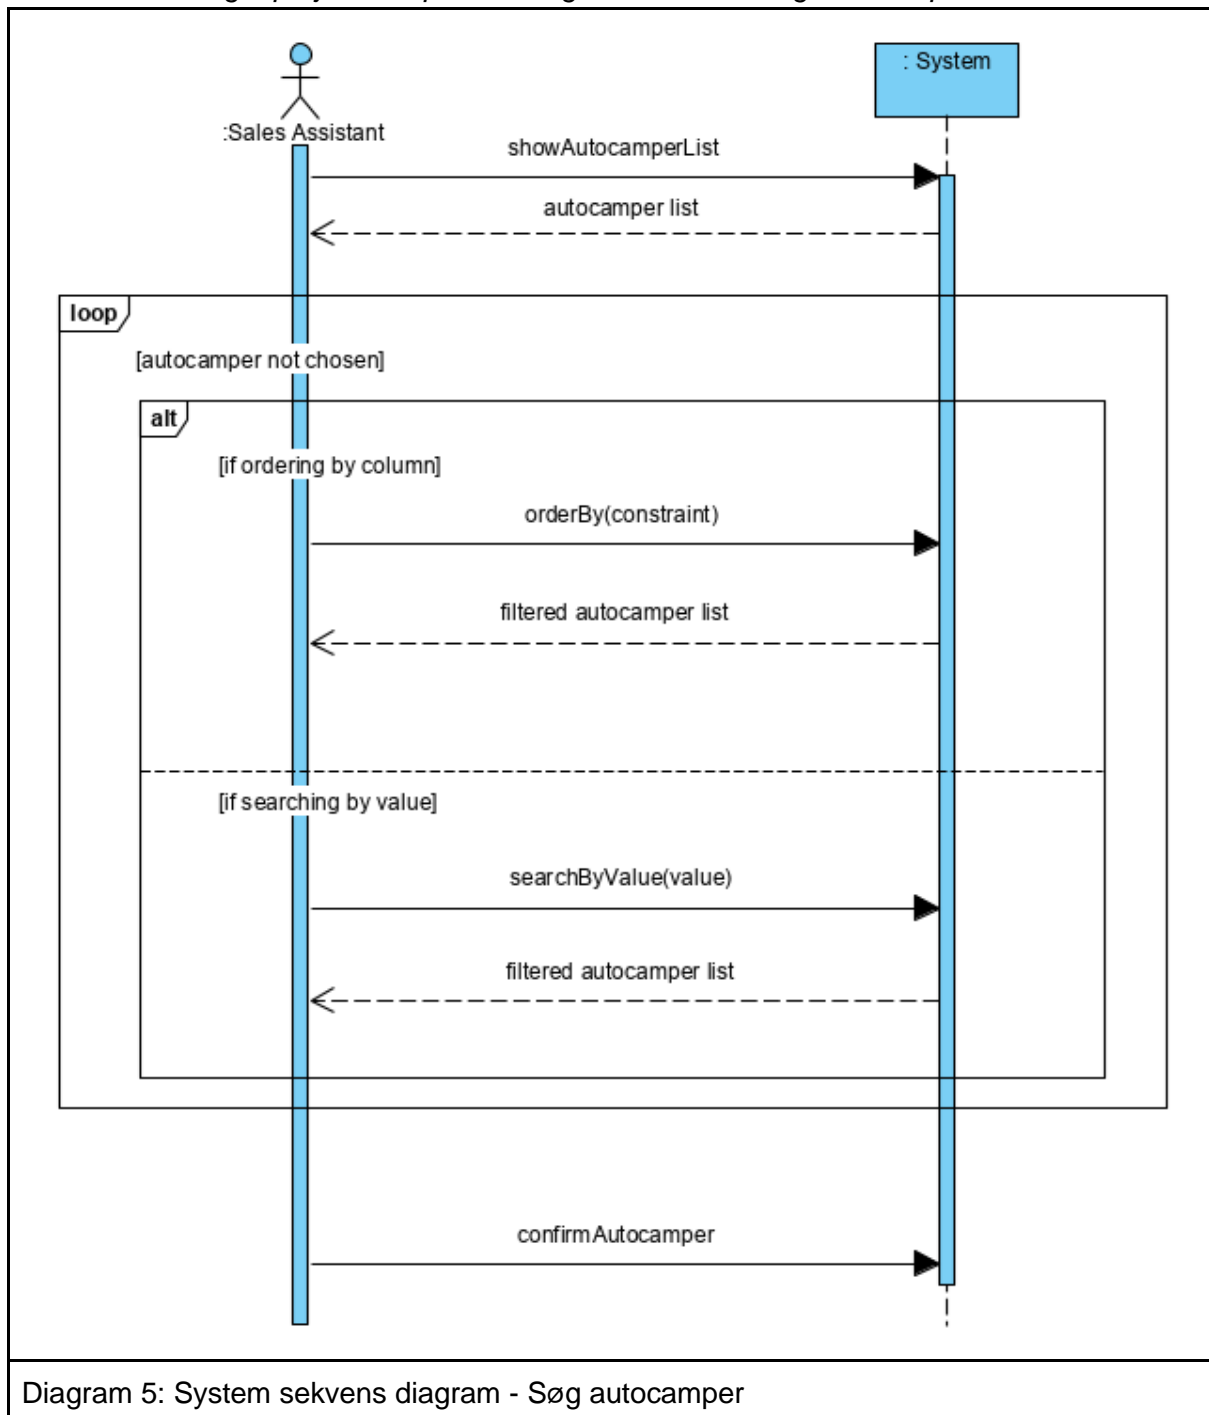 : System
:Sales Assistant
showAutocamperList
autocamper list
loop
[autocamper not chosen]
alt
[if ordering by column]
orderBy(constraint)
filtered autocamper list
[if searching by value]
searchByValue(value)
filtered autocamper list
confirmAutocamper
Diagram 5: System sekvens diagram - Søg autocamper